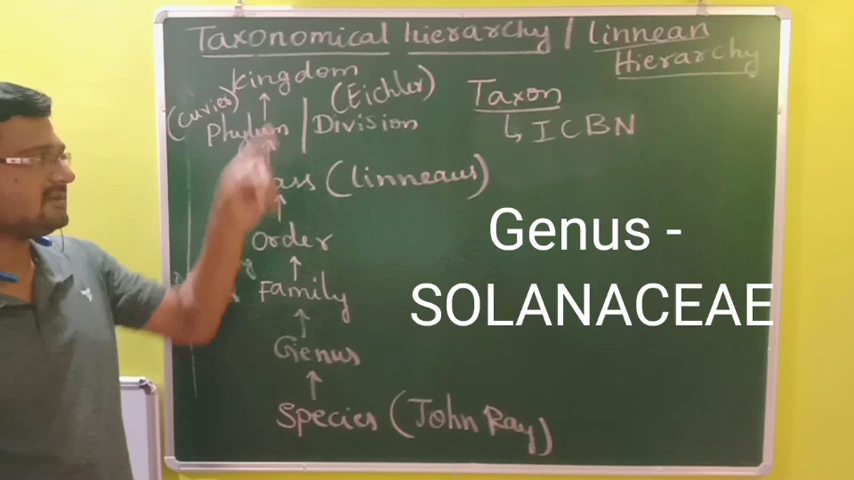 Taxonomical hierarchy / linnean
Hierarchy
kingdom
(Cuvier) (Eichler) Taxon
Phylum | Division ↳ ICBN
(linneaus)
Order
Family
Genus
Species (John Ray)
Genus -
SOLANACEAE